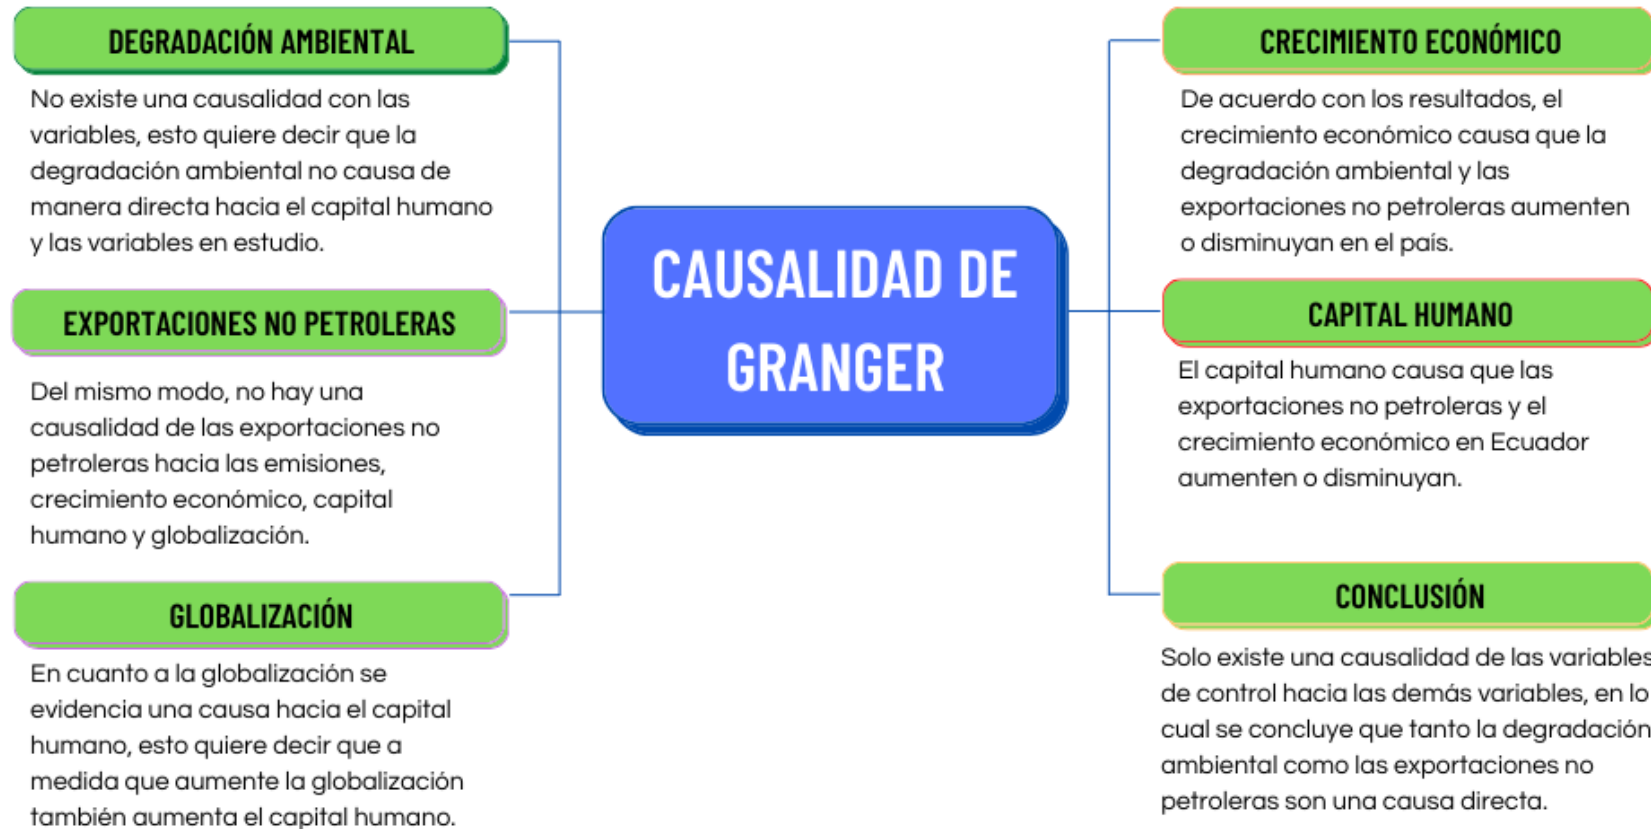 DEGRADACIÓN AMBIENTAL
No existe una causalidad con las
variables, esto quiere decir que la
degradación ambiental no causa de
manera directa hacia el capital humano
y las variables en estudio.
EXPORTACIONES NO PETROLERAS
Del mismo modo, no hay una
causalidad de las exportaciones no
petroleras hacia las emisiones,
crecimiento económico, capital
humano y globalización.
GLOBALIZACIÓN
En cuanto a la globalización se
evidencia una causa hacia el capital
humano, esto quiere decir que a
medida que aumente la globalización
también aumenta el capital humano.
CAUSALIDAD DE
GRANGER
CRECIMIENTO ECONÓMICO
De acuerdo con los resultados, el
crecimiento económico causa que la
degradación ambiental y las
exportaciones no petroleras aumenten
o disminuyan en el país.
CAPITAL HUMANO
El capital humano causa que las
exportaciones no petroleras y el
crecimiento económico en Ecuador
aumenten o disminuyan.
CONCLUSIÓN
Solo existe una causalidad de las variables
de control hacia las demás variables, en lo
cual se concluye que tanto la degradación
ambiental como las exportaciones no
petroleras son una causa directa.